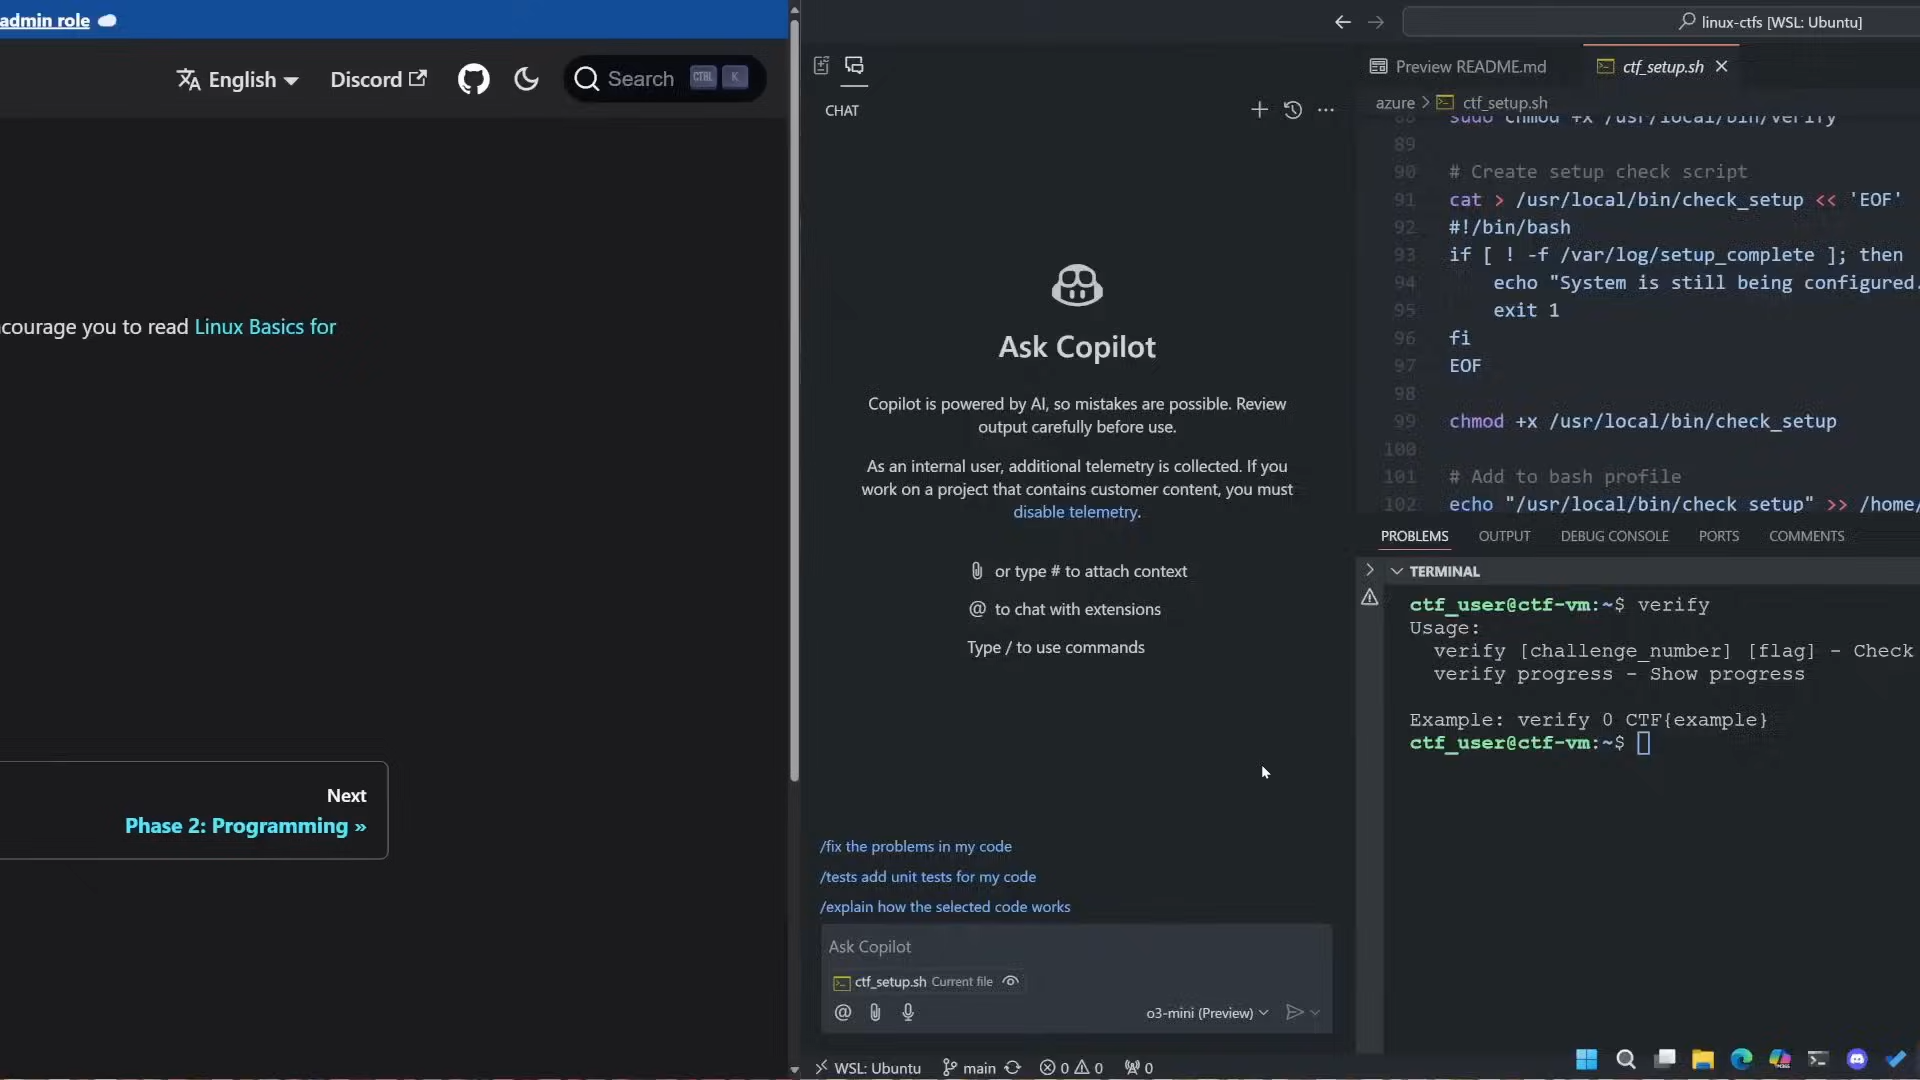 admin role
English
Discord
Search CTRL K
ncourage you to read Linux Basics for
Next
Phase 2: Programming »
linux-ctfs [WSL: Ubuntu]
CHAT
Ask Copilot
Copilot is powered by AI, so mistakes are possible. Review
output carefully before use.
As an internal user, additional telemetry is collected. If you
work on a project that contains customer content, you must
disable telemetry.
or type # to attach context
@ to chat with extensions
Type / to use commands
/fix the problems in my code
/tests add unit tests for my code
/explain how the selected code works
Ask Copilot
ctf_setup.sh Current file
@
o3-mini (Preview)
Preview README.md
ctf_setup.sh
azure > ctf_setup.sh
88 sudo chmod +x /usr/local/bin/verify
89
90 # Create setup check script
91 cat > /usr/local/bin/check_setup << 'EOF'
92 #!/bin/bash
93 if [ ! -f /var/log/setup_complete ]; then
94 echo "System is still being configured.
95 exit 1
96 fi
97 EOF
98
99 chmod +x /usr/local/bin/check_setup
100
101 # Add to bash profile
102 echo "/usr/local/bin/check_setup" >> /home/
PROBLEMS OUTPUT DEBUG CONSOLE PORTS COMMENTS
TERMINAL
ctf_user@ctf-vm:~$ verify
Usage:
verify [challenge_number] [flag] - Check
verify progress - Show progress
Example: verify 0 CTF{example}
ctf_user@ctf-vm:~$
WSL: Ubuntu main 0 0 0